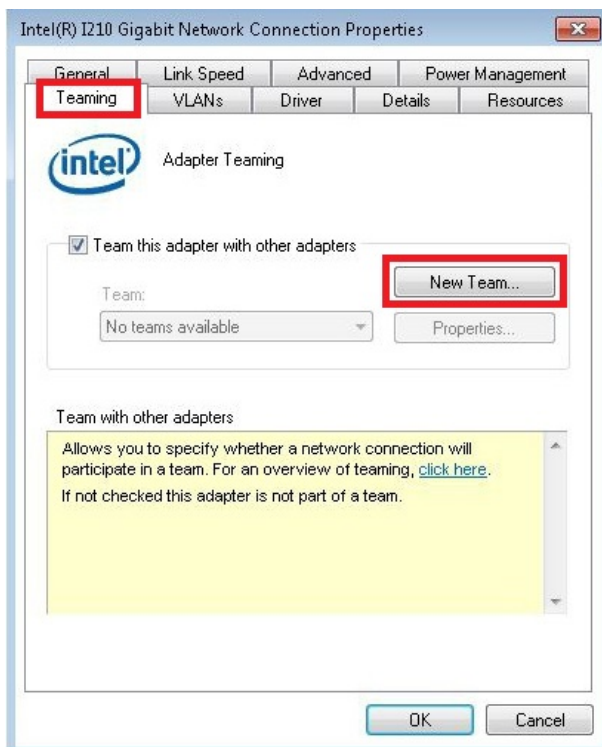 Intel(R) I210 Gigabit Network Connection Properties
General Link Speed Advanced Power Management
Teaming VLANs Driver Details Resources
intel Adapter Teaming
Team this adapter with other adapters
New Team...
Team:
No teams available Properties...
Team with other adapters
Allows you to specify whether a network connection will
participate in a team. For an overview of teaming, click here.
If not checked this adapter is not part of a team.
OK Cancel